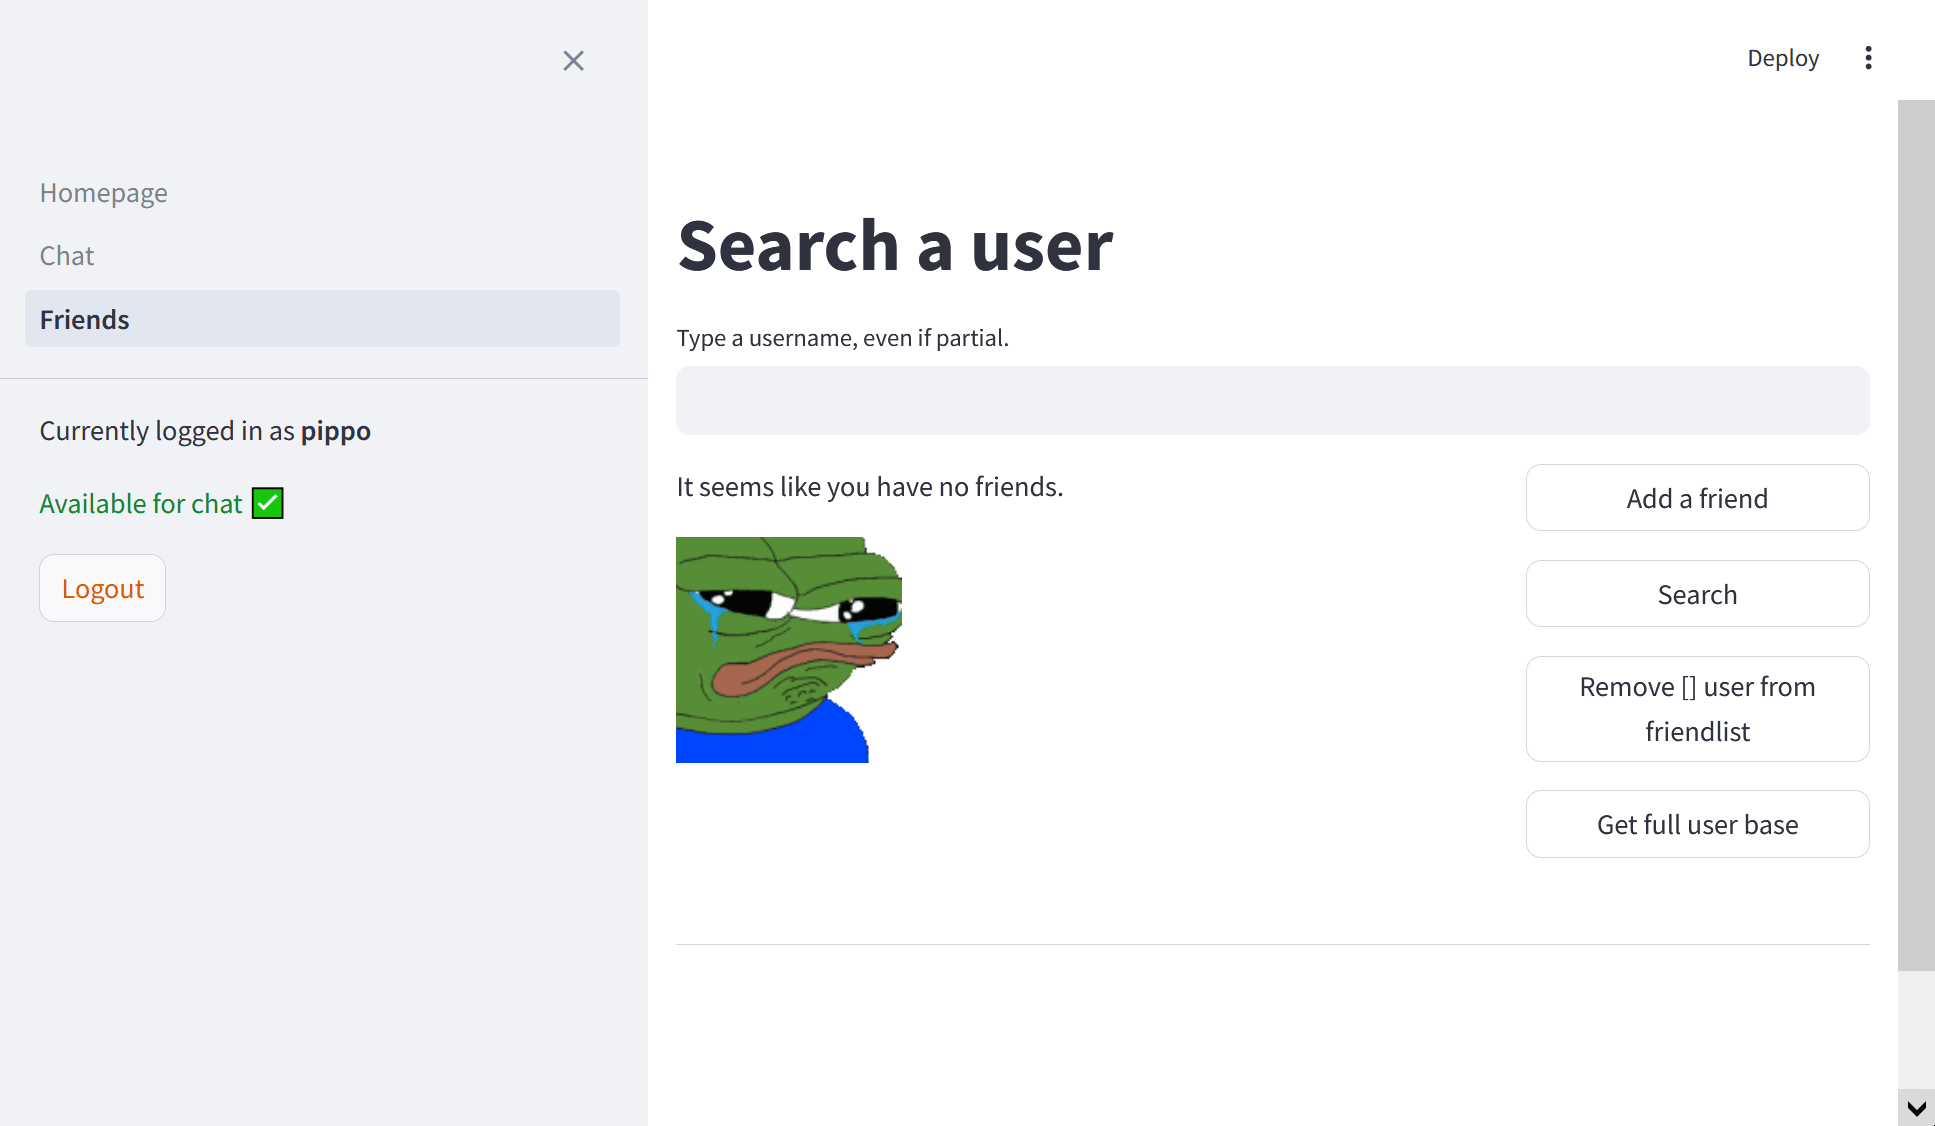 Deploy
Homepage
Chat
Friends
Currently logged in as pippo
Available for chat ✅
Logout
Search a user
Type a username, even if partial.
It seems like you have no friends.
Add a friend
Search
Remove [] user from
friendlist
Get full user base